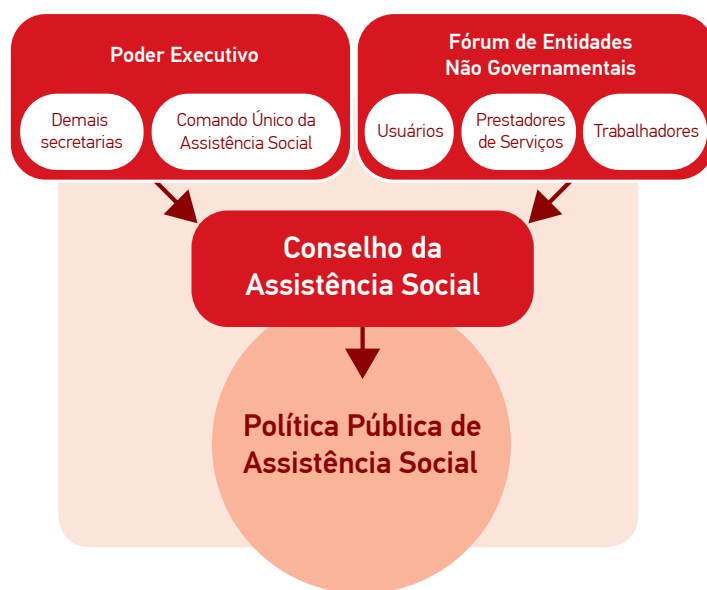 Poder Executivo
Demais
secretarias
Comando Único da
Assistência Social
Fórum de Entidades
Não Governamentais
Usuários
Prestadores
de Serviços
Trabalhadores
Conselho da
Assistência Social
Política Pública de
Assistência Social